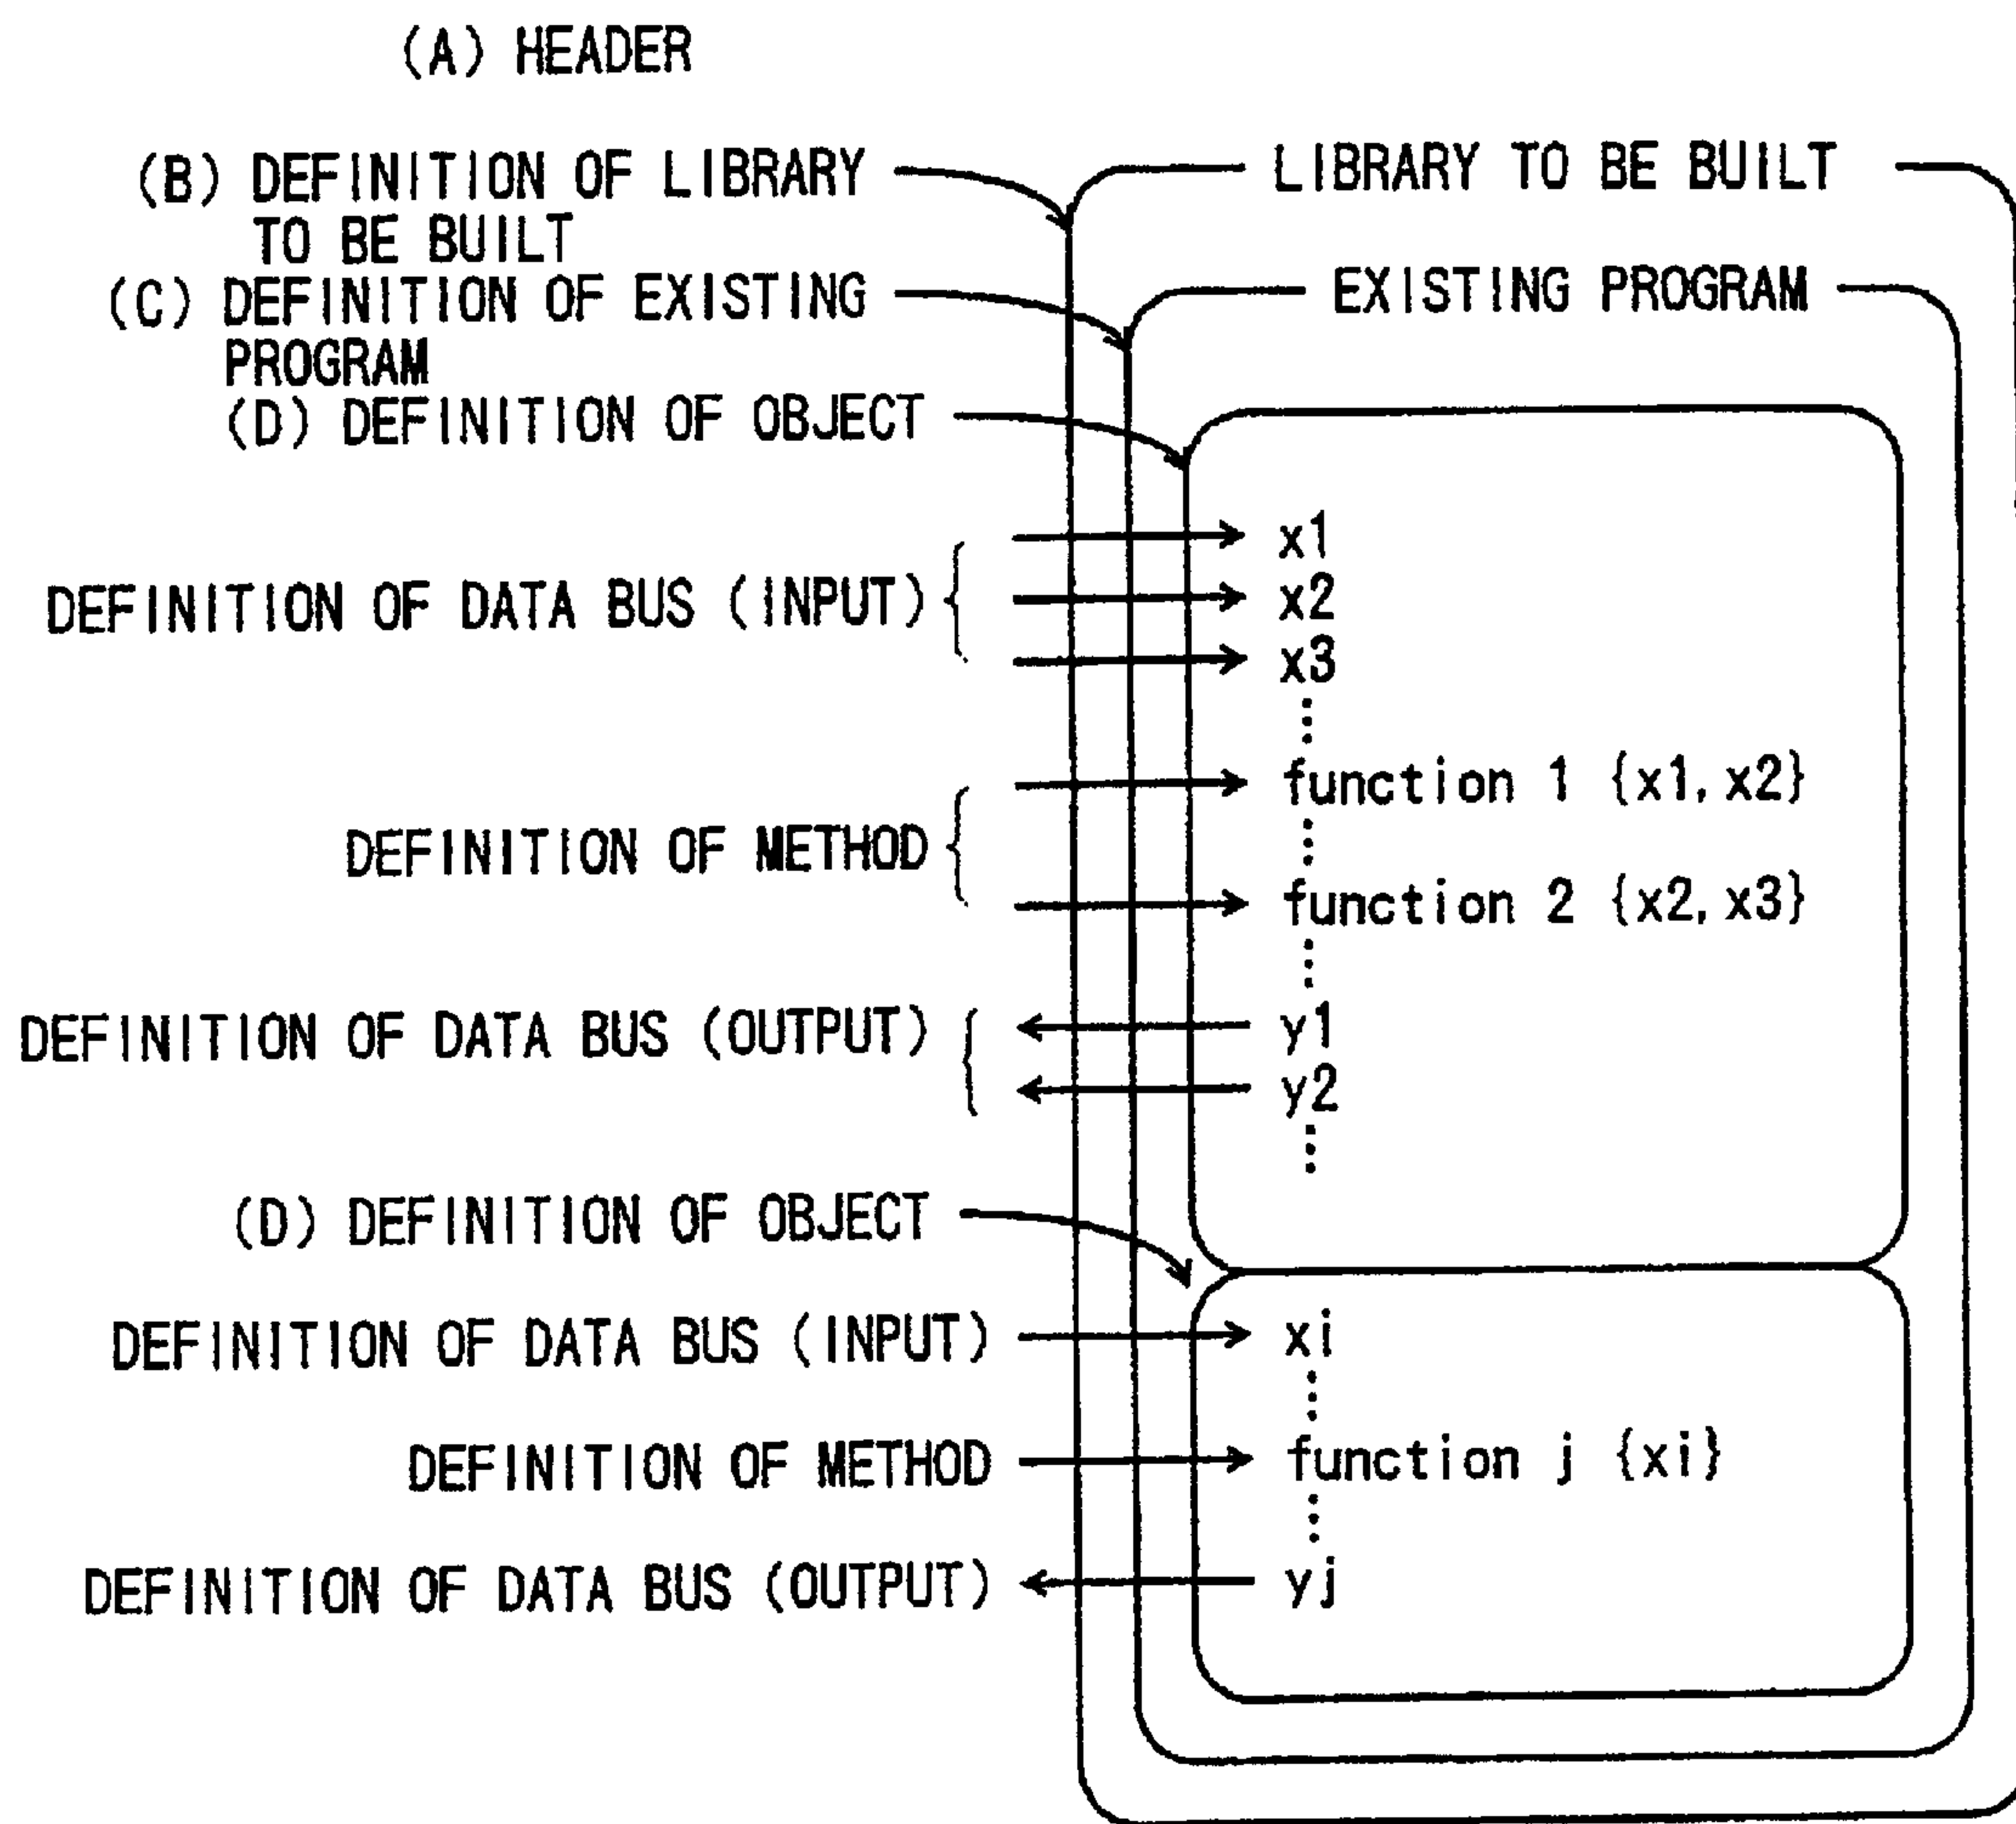 (A) HEADER
(B) DEFINITION OF LIBRARY
TO BE BUILT
LIBRARY TO BE BUILT
(C) DEFINITION OF EXISTING
PROGRAM
EXISTING PROGRAM
(D) DEFINITION OF OBJECT
DEFINITION OF DATA BUS (INPUT)
x1
x2
x3
DEFINITION OF METHOD
function 1 {x1, x2}
function 2 {x2, x3}
DEFINITION OF DATA BUS (OUTPUT)
y1
y2
(D) DEFINITION OF OBJECT
DEFINITION OF DATA BUS (INPUT)
xi
DEFINITION OF METHOD
function j {xi}
DEFINITION OF DATA BUS (OUTPUT)
yj